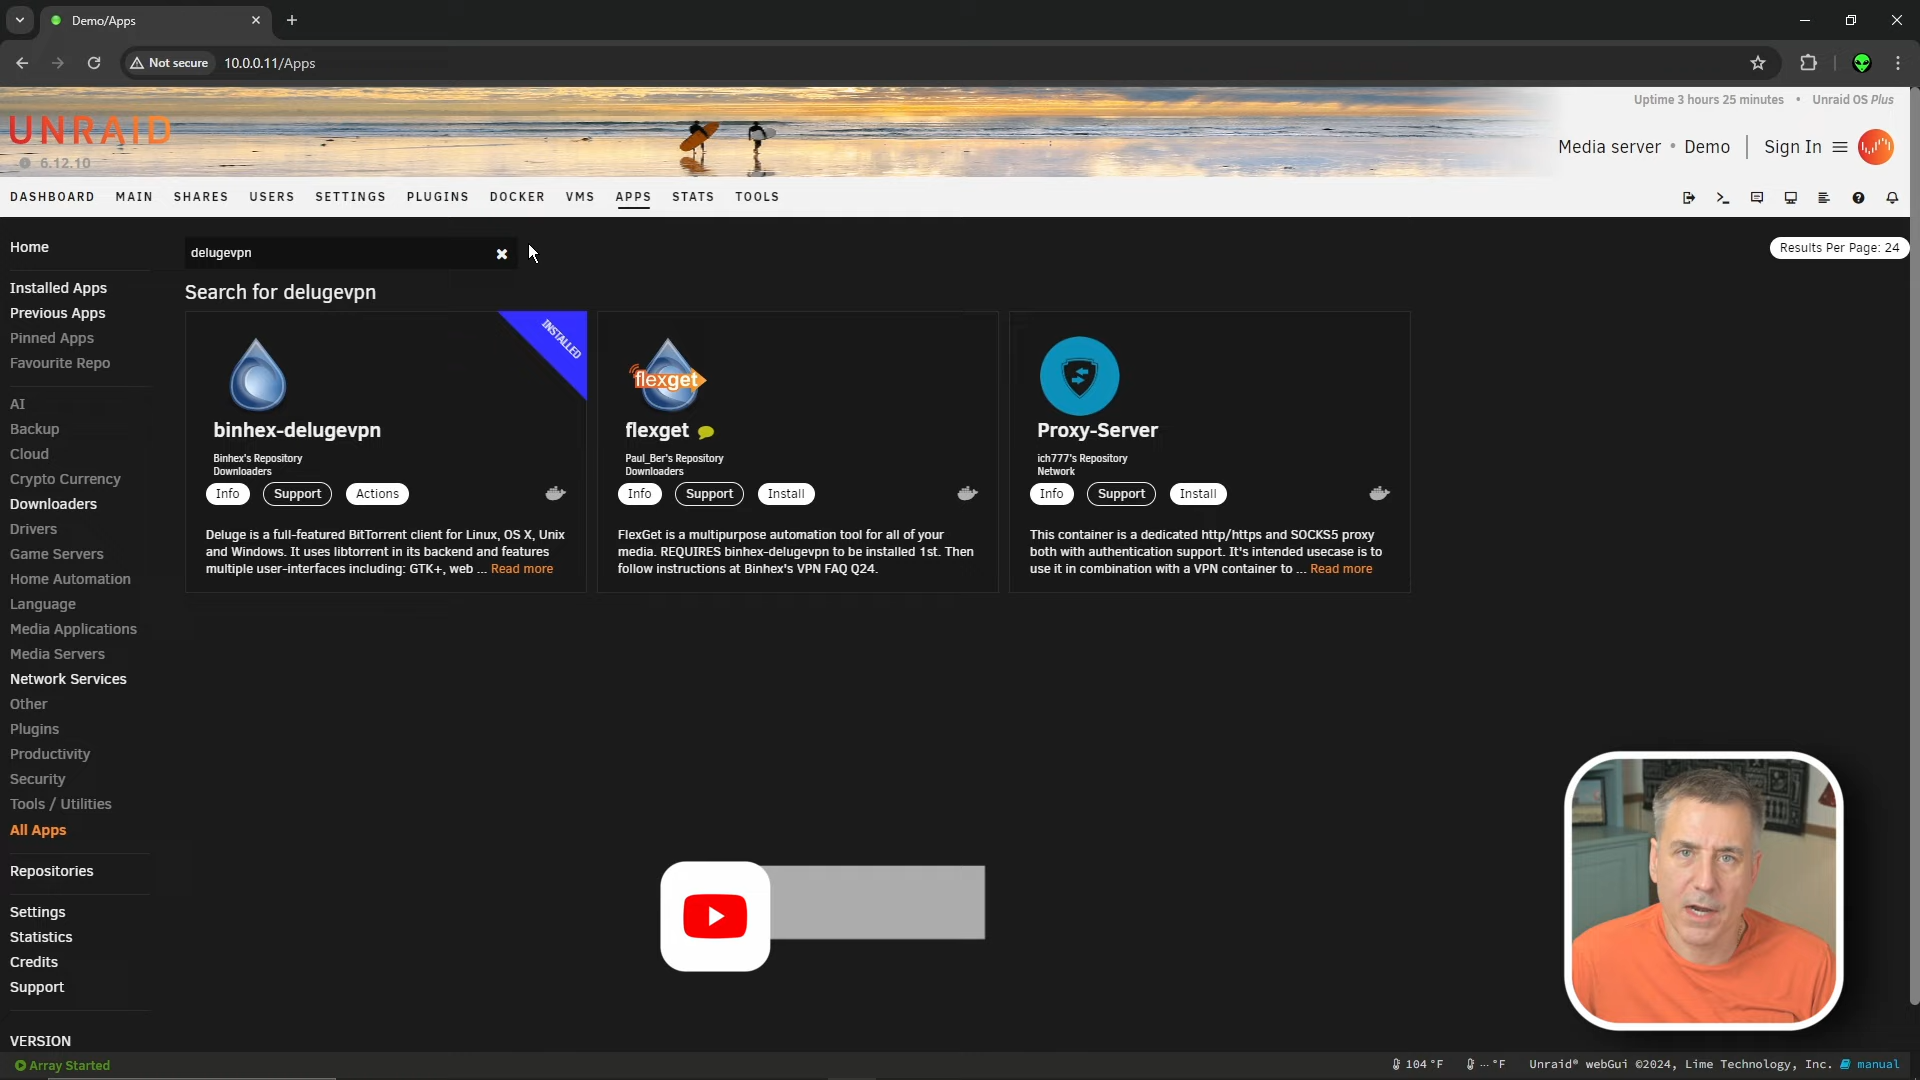 Demo/Apps
Not secure
10.0.0.11/Apps
Uptime 3 hours 25 minutes • Unraid OS Plus
UNRAID
6.12.10
Media server • Demo
Sign In
DASHBOARD MAIN SHARES USERS SETTINGS PLUGINS DOCKER VMS APPS STATS TOOLS
Home
Installed Apps
Previous Apps
Pinned Apps
Favourite Repo
AI
Backup
Cloud
Crypto Currency
Downloaders
Drivers
Game Servers
Home Automation
Language
Media Applications
Media Servers
Network Services
Other
Plugins
Productivity
Security
Tools / Utilities
All Apps
Repositories
Settings
Statistics
Credits
Support
VERSION
delugevpn
Results Per Page: 24
Search for delugevpn
INSTALLED
binhex-delugevpn
Binhex's Repository
Downloaders
Info Support Actions
Deluge is a full-featured BitTorrent client for Linux, OS X, Unix
and Windows. It uses libtorrent in its backend and features
multiple user-interfaces including: GTK+, web ... Read more
flexget
flexget
Paul_Ber's Repository
Downloaders
Info Support Install
FlexGet is a multipurpose automation tool for all of your
media. REQUIRES binhex-delugevpn to be installed 1st. Then
follow instructions at Binhex's VPN FAQ Q24.
Proxy-Server
ich777's Repository
Network
Info Support Install
This container is a dedicated http/https and SOCKS5 proxy
both with authentication support. It's intended usecase is to
use it in combination with a VPN container to ... Read more
Array Started
104 °F
-- °F
Unraid® webGui ©2024, Lime Technology, Inc. manual